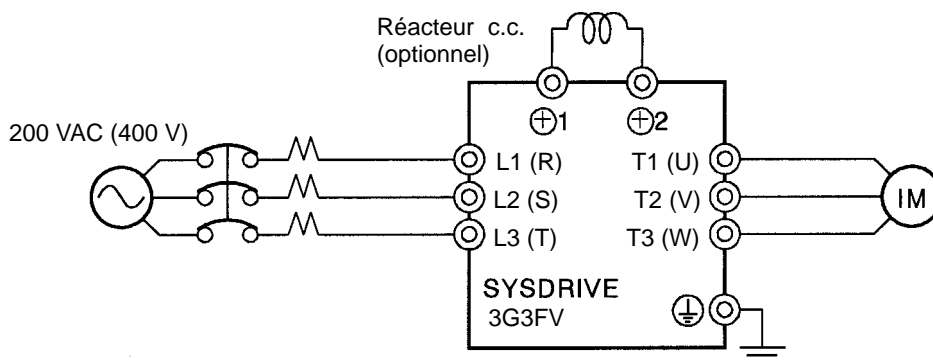 Réacteur c.c.
(optionnel)
⊕1 ⊕2
200 VAC (400 V)
L1 (R) T1 (U)
L2 (S) T2 (V)
IM
L3 (T) T3 (W)
SYSDRIVE
3G3FV